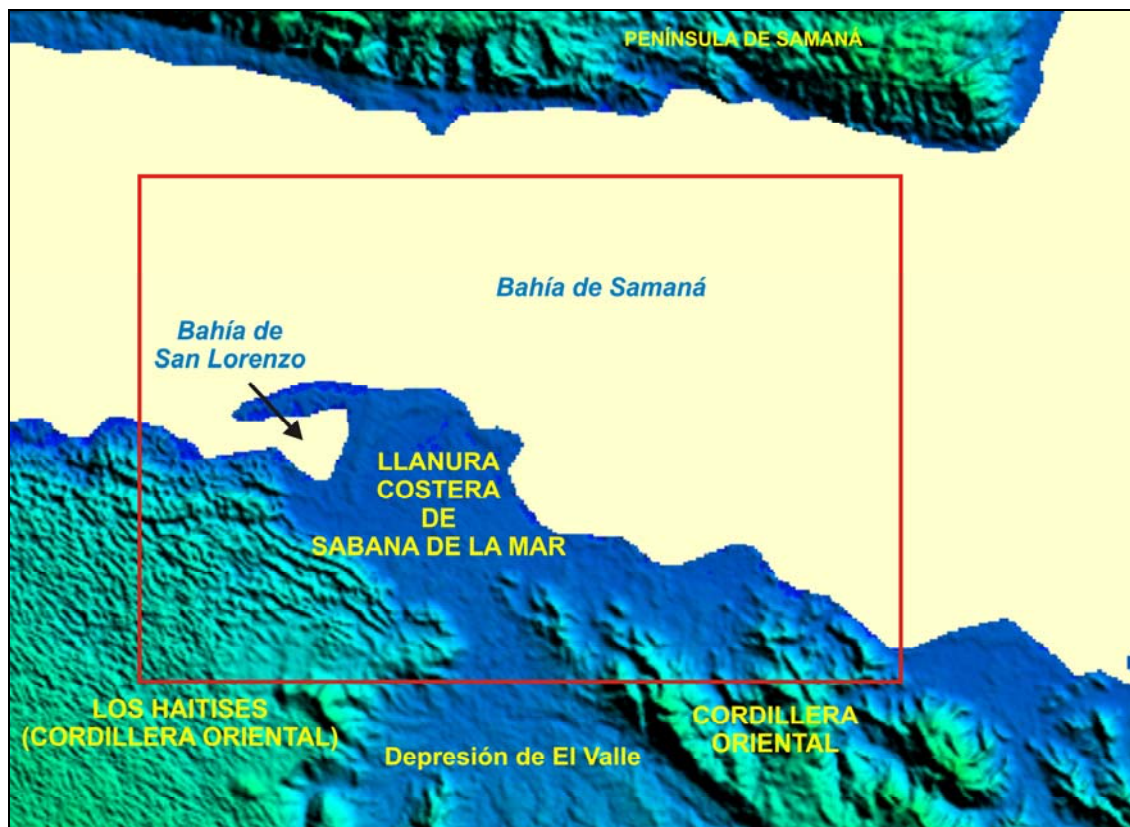 PENÍNSULA DE SAMANÁ
Bahía de Samaná
Bahía de
San Lorenzo
LLANURA
COSTERA
DE
SABANA DE LA MAR
LOS HAITISES
(CORDILLERA ORIENTAL)
CORDILLERA
ORIENTAL
Depresión de El Valle